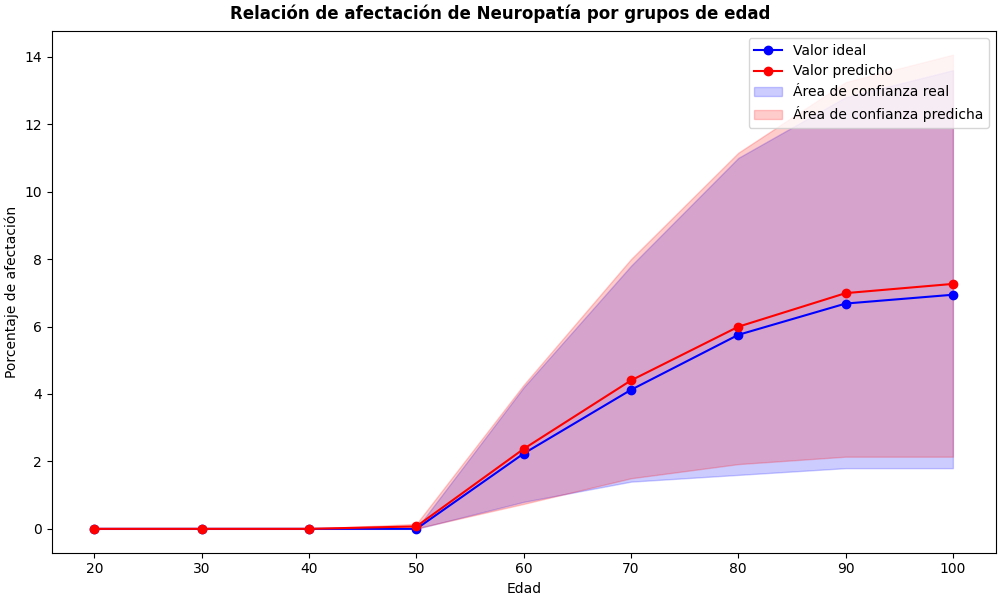 Relación de afectación de Neuropatía por grupos de edad
Valor ideal
Valor predicho
Área de confianza real
Área de confianza predicha
Porcentaje de afectación
14
12
10
8
6
4
2
0
20 30 40 50 60 70 80 90 100
Edad